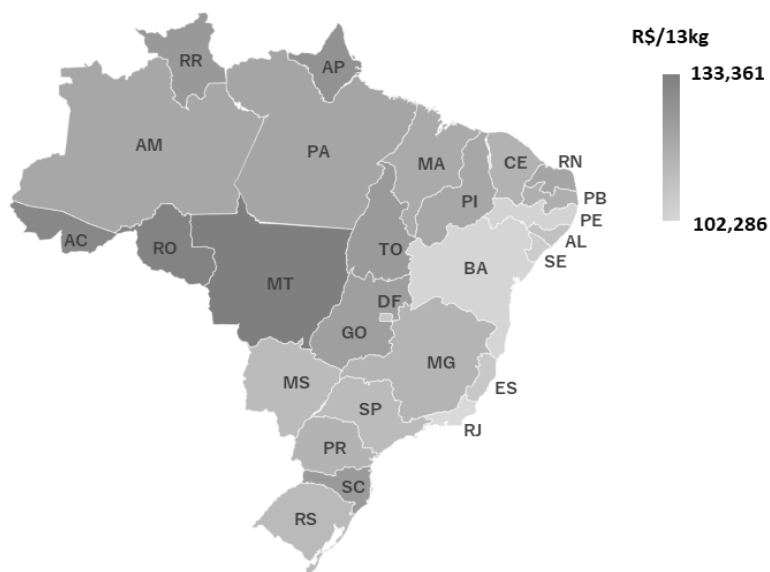 R$/13kg
133,361
102,286
RR
AP
AM
PA
MA
CE
RN
PI
PB
PE
AL
SE
AC
RO
TO
BA
MT
DF
GO
MG
ES
MS
SP
RJ
PR
SC
RS